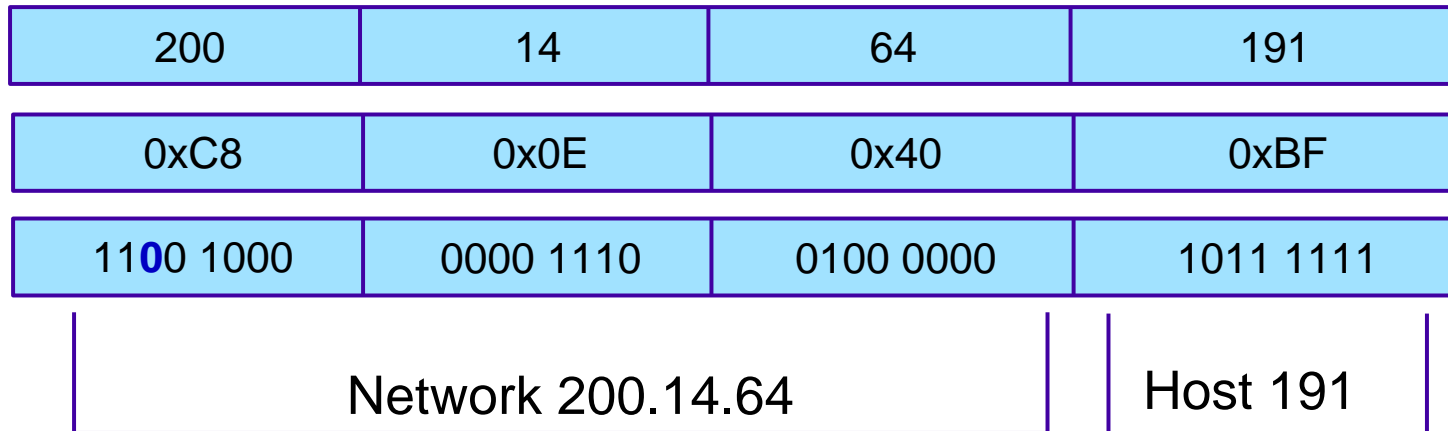 200 14 64 191
0xC8 0x0E 0x40 0xBF
1100 1000 0000 1110 0100 0000 1011 1111
Network 200.14.64 Host 191